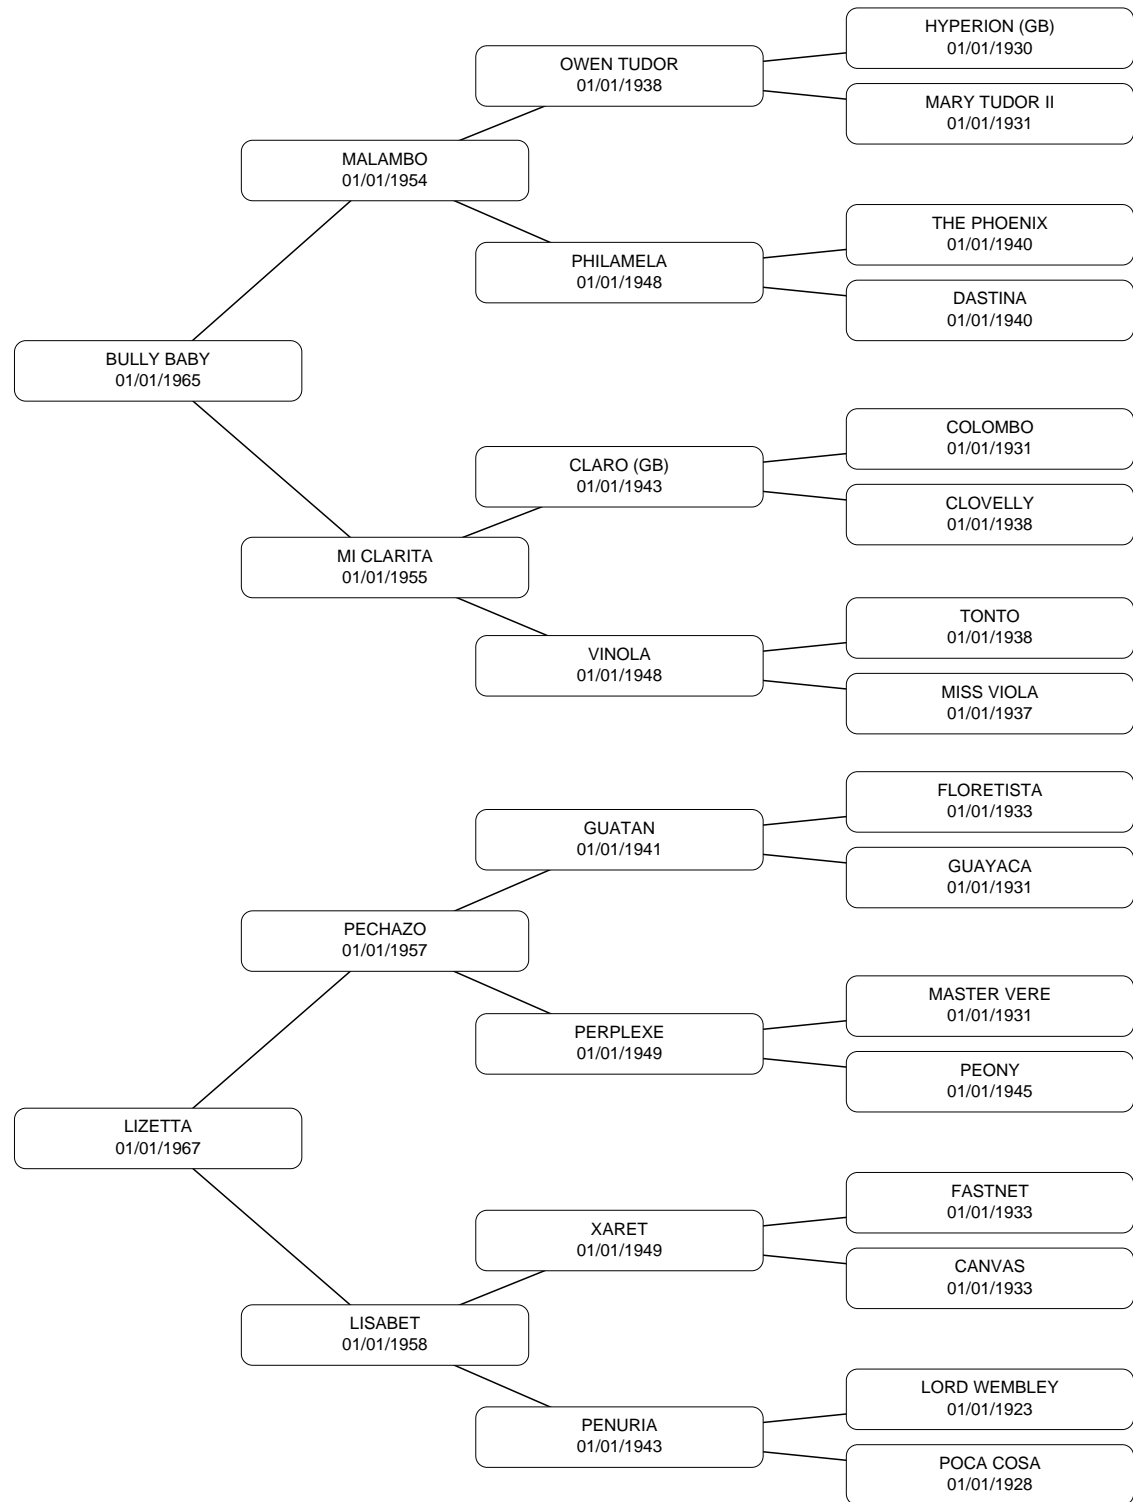 HYPERION (GB)
01/01/1930
OWEN TUDOR
01/01/1938
MARY TUDOR II
01/01/1931
MALAMBO
01/01/1954
THE PHOENIX
01/01/1940
PHILAMELA
01/01/1948
DASTINA
01/01/1940
BULLY BABY
01/01/1965
COLOMBO
01/01/1931
CLARO (GB)
01/01/1943
CLOVELLY
01/01/1938
MI CLARITA
01/01/1955
TONTO
01/01/1938
VINOLA
01/01/1948
MISS VIOLA
01/01/1937
FLORETISTA
01/01/1933
GUATAN
01/01/1941
GUAYACA
01/01/1931
PECHAZO
01/01/1957
MASTER VERE
01/01/1931
PERPLEXE
01/01/1949
PEONY
01/01/1945
LIZETTA
01/01/1967
FASTNET
01/01/1933
XARET
01/01/1949
CANVAS
01/01/1933
LISABET
01/01/1958
LORD WEMBLEY
01/01/1923
PENURIA
01/01/1943
POCA COSA
01/01/1928